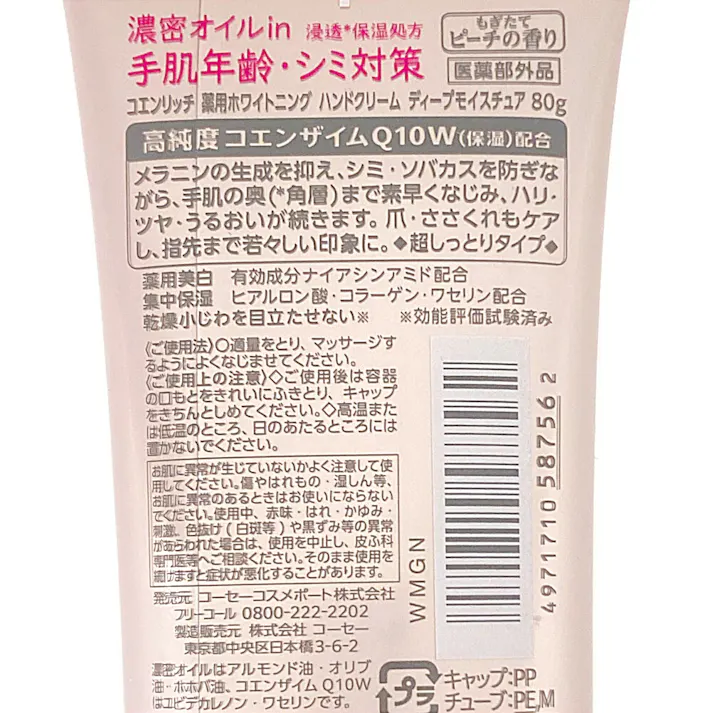 濃密オイルin 浸透*保湿処方
もぎたて
ピーチの香り
手肌年齢・シミ対策
医薬部外品
コエンリッチ 薬用ホワイトニング ハンドクリーム ディープモイスチュア 80g
高純度コエンザイムQ10W(保湿)配合
メラニンの生成を抑え、シミ・ソバカスを防ぎな
がら、手肌の奥(*角層)まで素早くなじみ、ハリ・
ツヤ・うるおいが続きます。爪・ささくれもケア
し、指先まで若々しい印象に。◆超しっとりタイプ◆
薬用美白 有効成分ナイアシンアミド配合
集中保湿 ヒアルロン酸・コラーゲン・ワセリン配合
乾燥小じわを目立たせない※ ※効能評価試験済み
〈ご使用法〉○適量をとり、マッサージす
るようによくなじませてください。
〈ご使用上の注意〉◇ご使用後は容器
の口もとをきれいにふきとり、キャップ
をきちんとしめてください。◇高温また
は低温のところ、日のあたるところには
置かないでください。
お肌に異常が生じていないかよく注意して使
用してください。傷やはれもの・湿しん等、
お肌に異常のあるときはお使いにならない
でください。使用中、赤味・はれ・かゆみ・
刺激、色抜け(白斑等)や黒ずみ等の異常
があらわれた場合は、使用を中止し、皮ふ科
専門医等へご相談ください。そのまま使用を
続けますと症状が悪化することがあります。
発売元 コーセーコスメポート株式会社
フリーコール 0800-222-2202
製造販売元 株式会社 コーセー
東京都中央区日本橋3-6-2
濃密オイルはアルモンド油・オリブ
油・ホホバ油、コエンザイム Q10W
はユビデカレノン・ワセリンです。
WMGN
4971710 587562
プラ
キャップ:PP
チューブ:PE,M